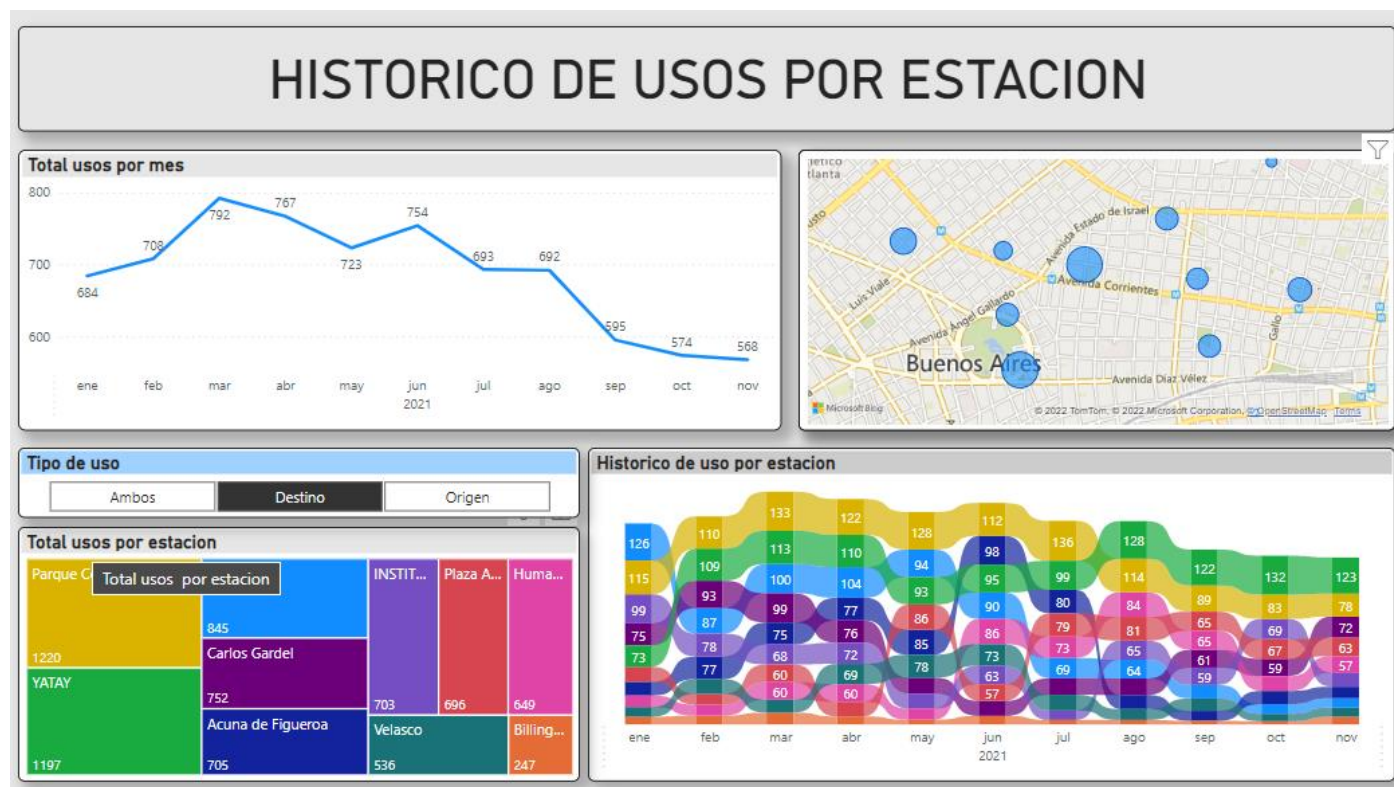 HISTORICO DE USOS POR ESTACION
Total usos por mes
800
700
600
684
708
792
767
723
754
693
692
595
574
568
ene feb mar abr may jun jul ago sep oct nov
2021
lético
tlanta
Avenida Estado de Israel
Luis Viale
Avenida Corrientes
Avenida Angel Gallardo
Gallo
Buenos Aires
Avenida Díaz Vélez
Microsoft Bing
© 2022 TomTom, © 2022 Microsoft Corporation, © OpenStreetMap Terms
Tipo de uso
Ambos Destino Origen
Total usos por estacion
Parque C
Total usos por estacion
1220
YATAY
1197
845
Carlos Gardel
752
Acuna de Figueroa
705
INSTIT...
703
Plaza A...
696
Huma...
649
Velasco
536
Billing...
247
Historico de uso por estacion
126 115 99 75 73
110 109 93 87 78 77
133 113 100 99 75 68 60 60
122 110 104 77 76 72 69 60
128 94 93 86 85 78
112 98 95 90 86 73 63 57
136 99 80 79 73 69
128 114 84 81 65 64
122 89 65 65 61 59
132 83 69 67 59
123 78 72 63 57
ene feb mar abr may jun jul ago sep oct nov
2021